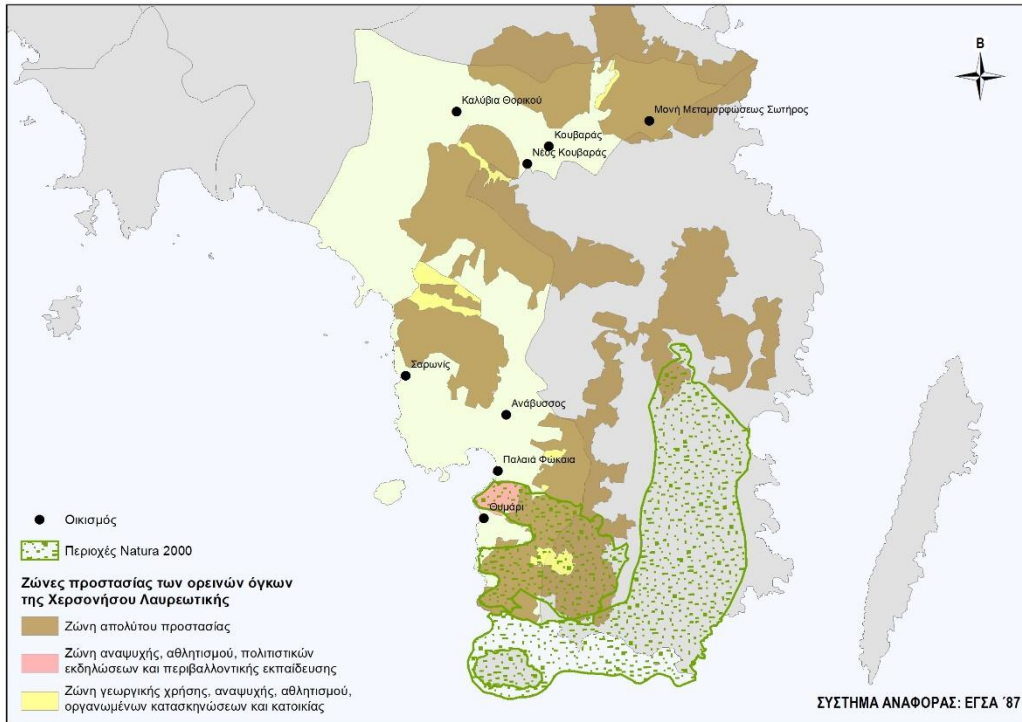 Β
Καλύβια Θορικού
Μονή Μεταμορφώσεως Σωτήρος
Κουβαράς
Νέος Κουβαράς
Σαρωνίς
Ανάβυσσος
Παλαιά Φώκαια
Θυμάρι
Οικισμός
Περιοχές Natura 2000
Ζώνες προστασίας των ορεινών όγκων
της Χερσονήσου Λαυρεωτικής
Ζώνη απολύτου προστασίας
Ζώνη αναψυχής, αθλητισμού, πολιτιστικών
εκδηλώσεων και περιβαλλοντικής εκπαίδευσης
Ζώνη γεωργικής χρήσης, αναψυχής, αθλητισμού,
οργανωμένων κατασκηνώσεων και κατοικίας
ΣΥΣΤΗΜΑ ΑΝΑΦΟΡΑΣ: ΕΓΣΑ ΄87